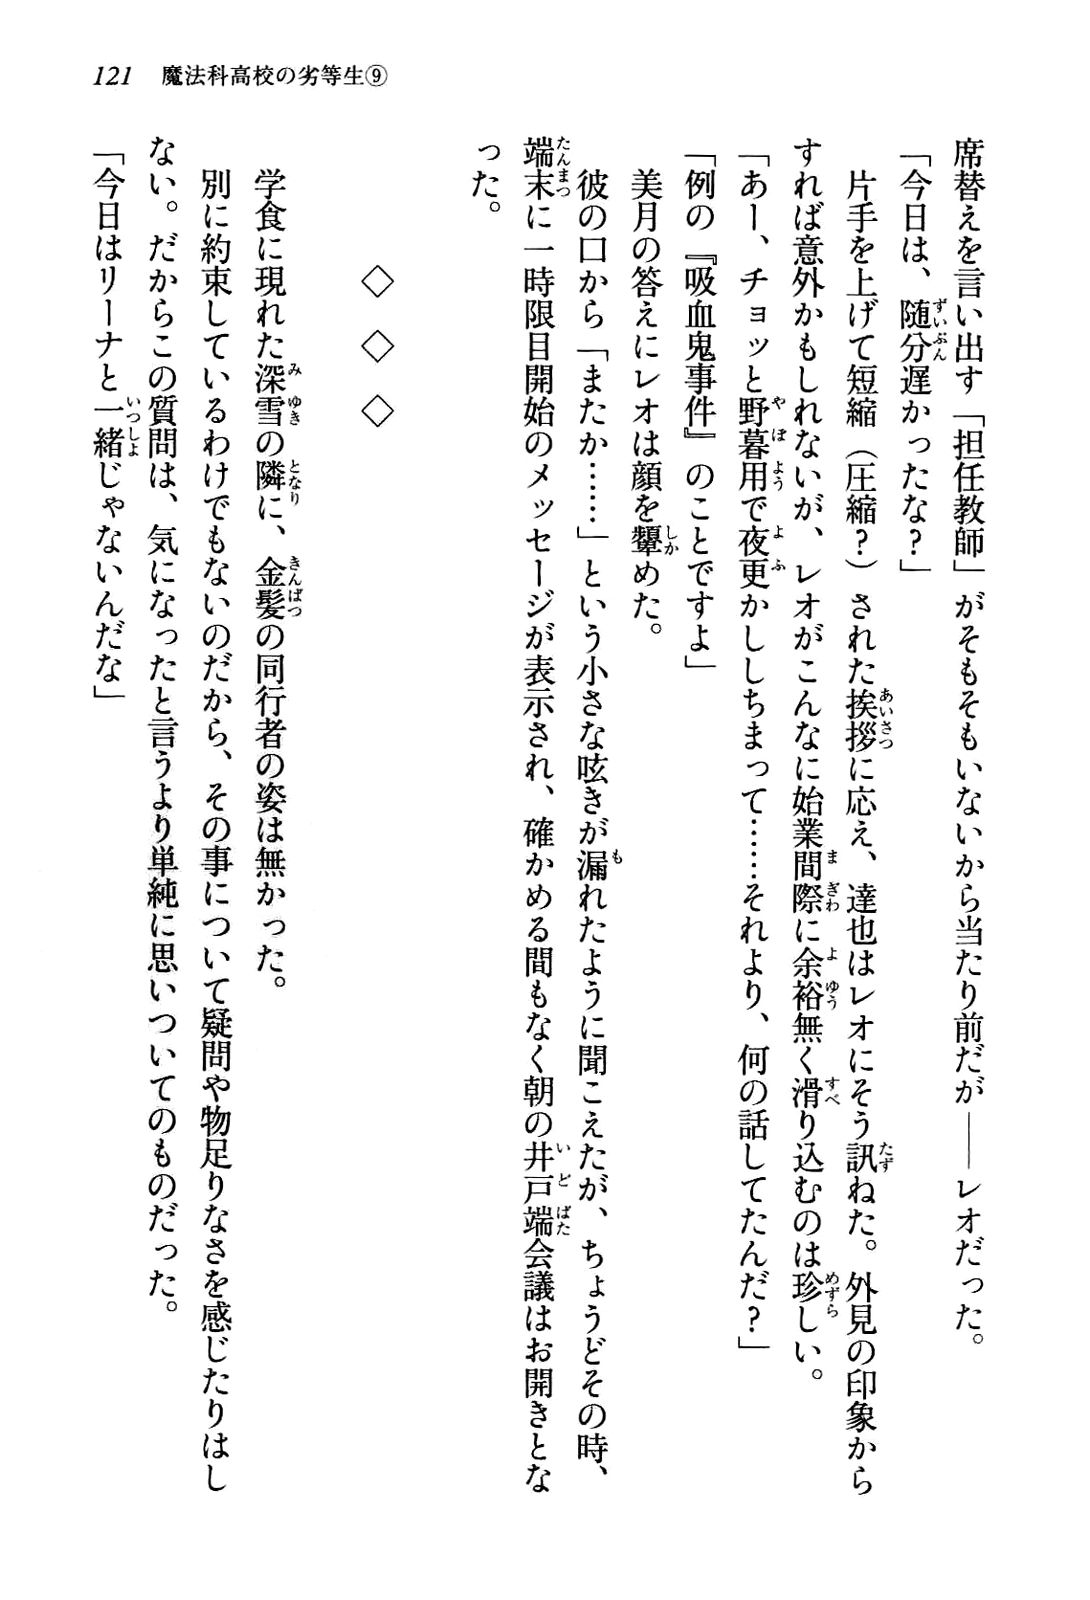 121　魔法科高校の劣等生⑨
席替えを言い出す「担任教師」がそもそもいないから当たり前だが――レオだった。
「今日は、随分遅かったな？」
　片手を上げて短縮（圧縮？）された挨拶に応え、達也はレオにそう訊ねた。外見の印象から
すれば意外かもしれないが、レオがこんなに始業間際に余裕無く滑り込むのは珍しい。
「あー、チョッと野暮用で夜更かししちまって……それより、何の話してたんだ？」
「例の『吸血鬼事件』のことですよ」
　美月の答えにレオは顔を顰めた。
　彼の口から「またか……」という小さな呟きが漏れたように聞こえたが、ちょうどその時、
端末に一時限目開始のメッセージが表示され、確かめる間もなく朝の井戸端会議はお開きとな
った。
◇　◇　◇
　学食に現れた深雪の隣に、金髪の同行者の姿は無かった。
　別に約束しているわけでもないのだから、その事について疑問や物足りなさを感じたりはし
ない。だからこの質問は、気になったと言うより単純に思いついてのものだった。
「今日はリーナと一緒じゃないんだな」